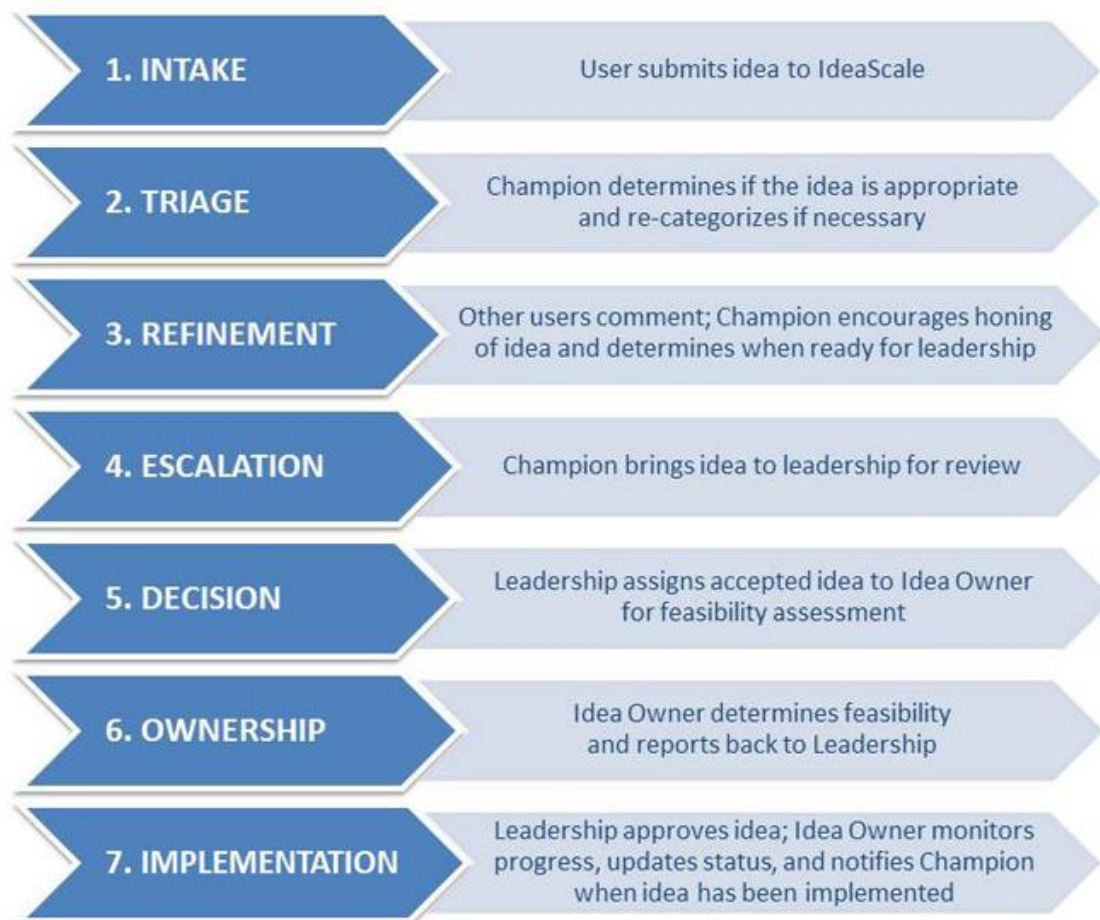 1. INTAKE
User submits idea to IdeaScale
2. TRIAGE
Champion determines if the idea is appropriate
and re-categorizes if necessary
3. REFINEMENT
Other users comment; Champion encourages honing
of idea and determines when ready for leadership
4. ESCALATION
Champion brings idea to leadership for review
5. DECISION
Leadership assigns accepted idea to Idea Owner
for feasibility assessment
6. OWNERSHIP
Idea Owner determines feasibility
and reports back to Leadership
7. IMPLEMENTATION
Leadership approves idea; Idea Owner monitors
progress, updates status, and notifies Champion
when idea has been implemented